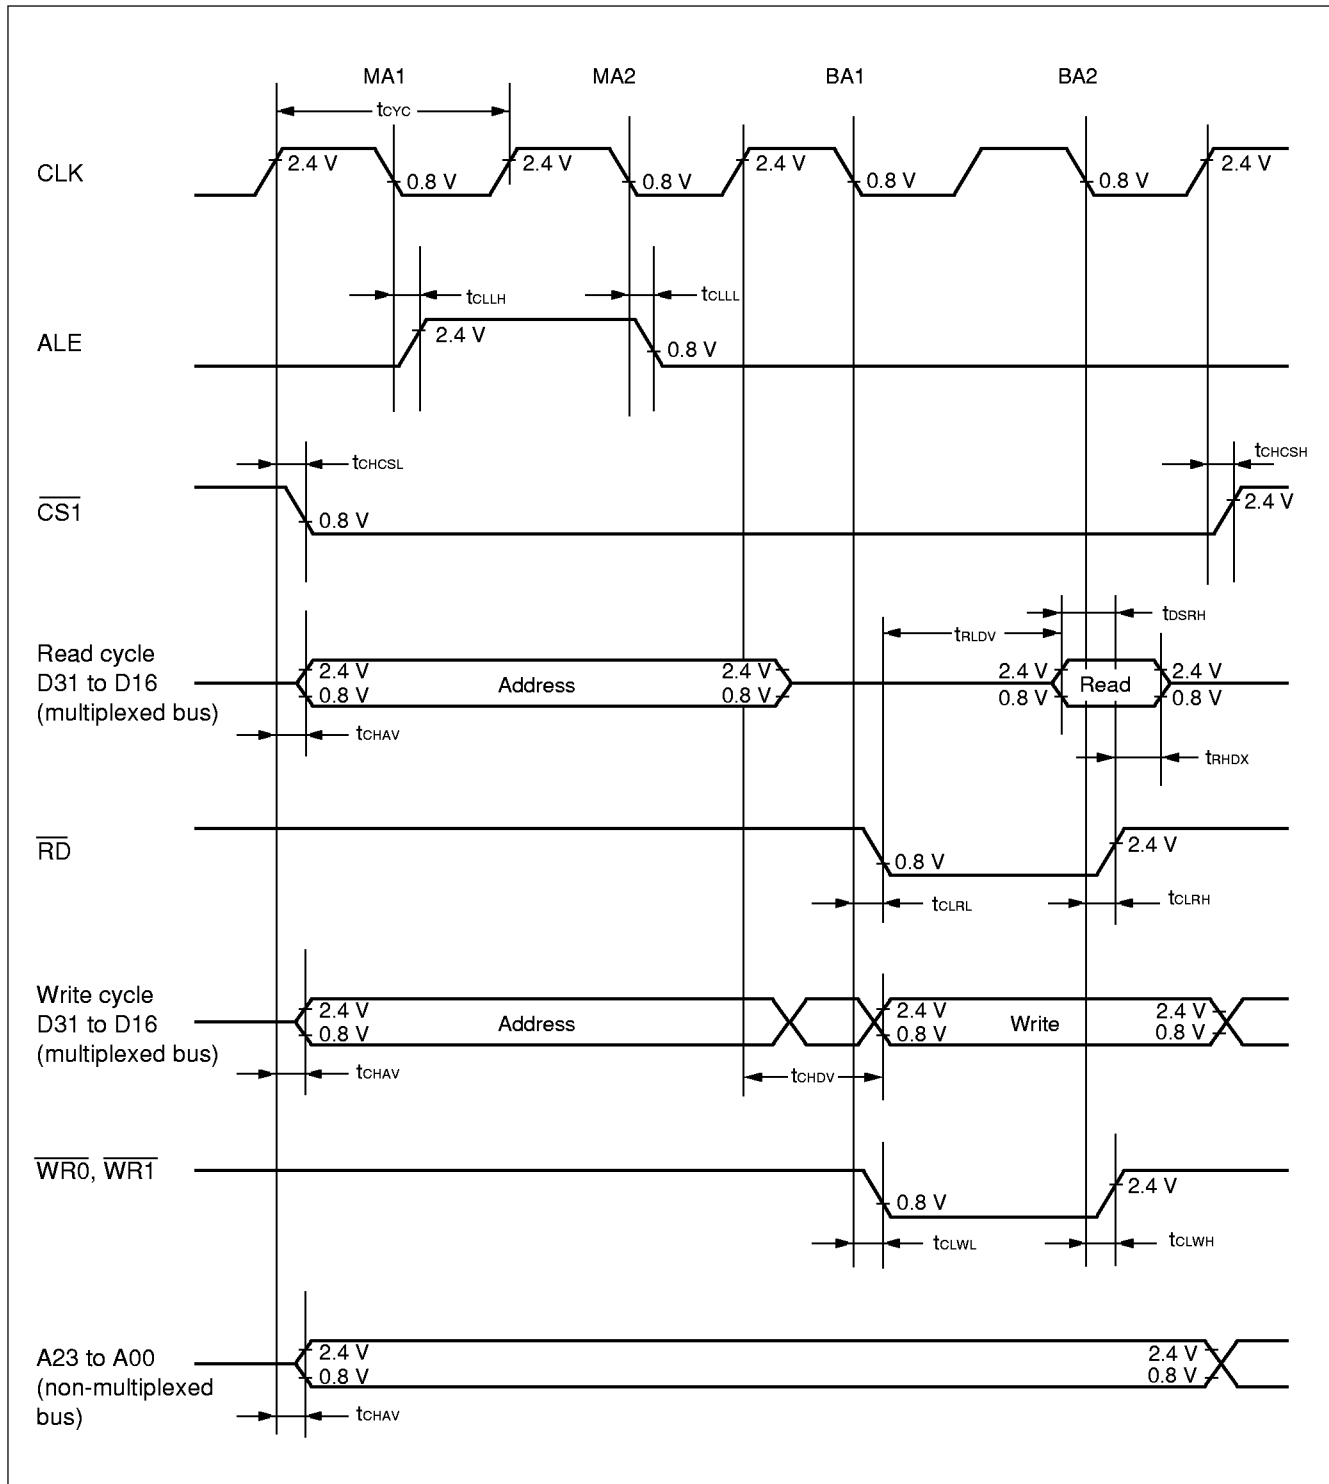 MA1 MA2 BA1 BA2
tCYC
CLK 2.4 V 0.8 V 2.4 V 0.8 V 2.4 V 0.8 V 0.8 V 2.4 V
tCLLH tCLLL
ALE 2.4 V 0.8 V
tCHCSL tCHCSH
CS1 0.8 V 2.4 V
tDSRH
tRLDV
Read cycle
D31 to D16
(multiplexed bus)
2.4 V 2.4 V 2.4 V 2.4 V
Address Read
0.8 V 0.8 V 0.8 V 0.8 V
tCHAV tRHDX
RD 0.8 V 2.4 V
tCLRL tCLRH
Write cycle
D31 to D16
(multiplexed bus)
2.4 V 2.4 V 2.4 V
Address Write
0.8 V 0.8 V 0.8 V
tCHAV tCHDV
WR0, WR1 0.8 V 2.4 V
tCLWL tCLWH
A23 to A00
(non-multiplexed
bus)
2.4 V 2.4 V
0.8 V 0.8 V
tCHAV